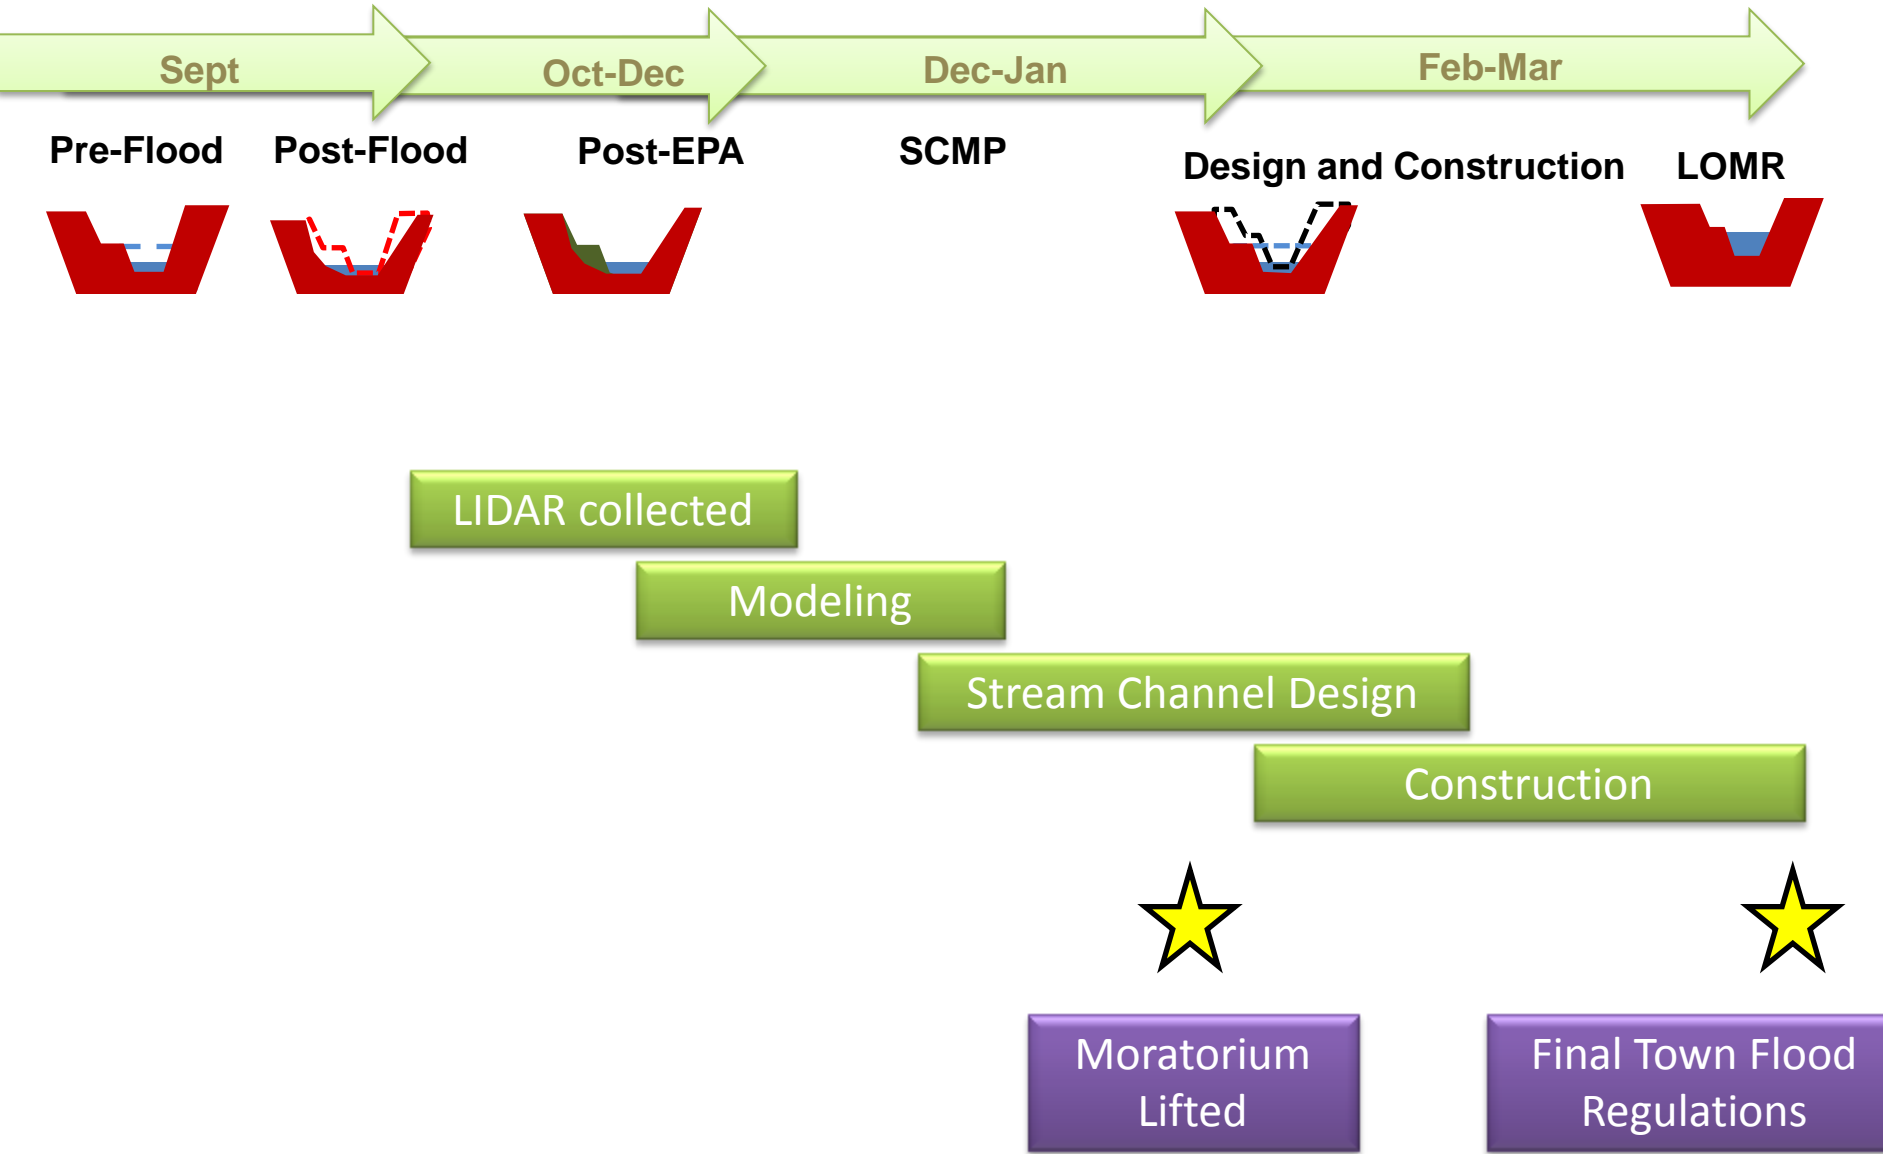 Sept
Oct-Dec
Dec-Jan
Feb-Mar
Pre-Flood
Post-Flood
Post-EPA
SCMP
Design and Construction
LOMR
LIDAR collected
Modeling
Stream Channel Design
Construction
Moratorium
Lifted
Final Town Flood
Regulations